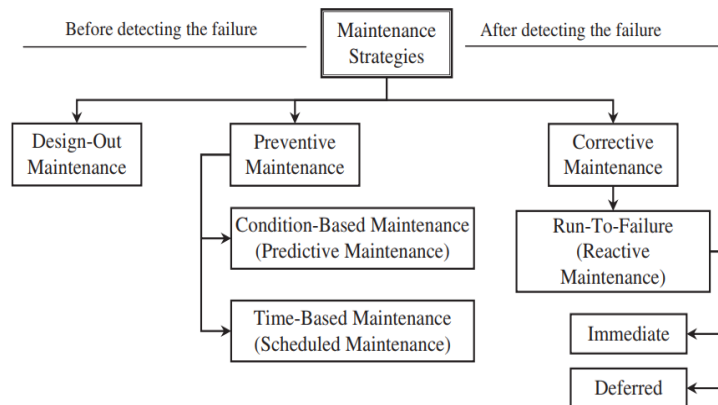 Before detecting the failure
Maintenance
Strategies
After detecting the failure
Design-Out
Maintenance
Preventive
Maintenance
Corrective
Maintenance
Condition-Based Maintenance
(Predictive Maintenance)
Run-To-Failure
(Reactive
Maintenance)
Time-Based Maintenance
(Scheduled Maintenance)
Immediate
Deferred